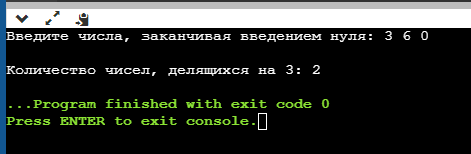 Введите числа, заканчивая введением нуля: 3 6 0
Количество чисел, делящихся на 3: 2
...Program finished with exit code 0
Press ENTER to exit console.